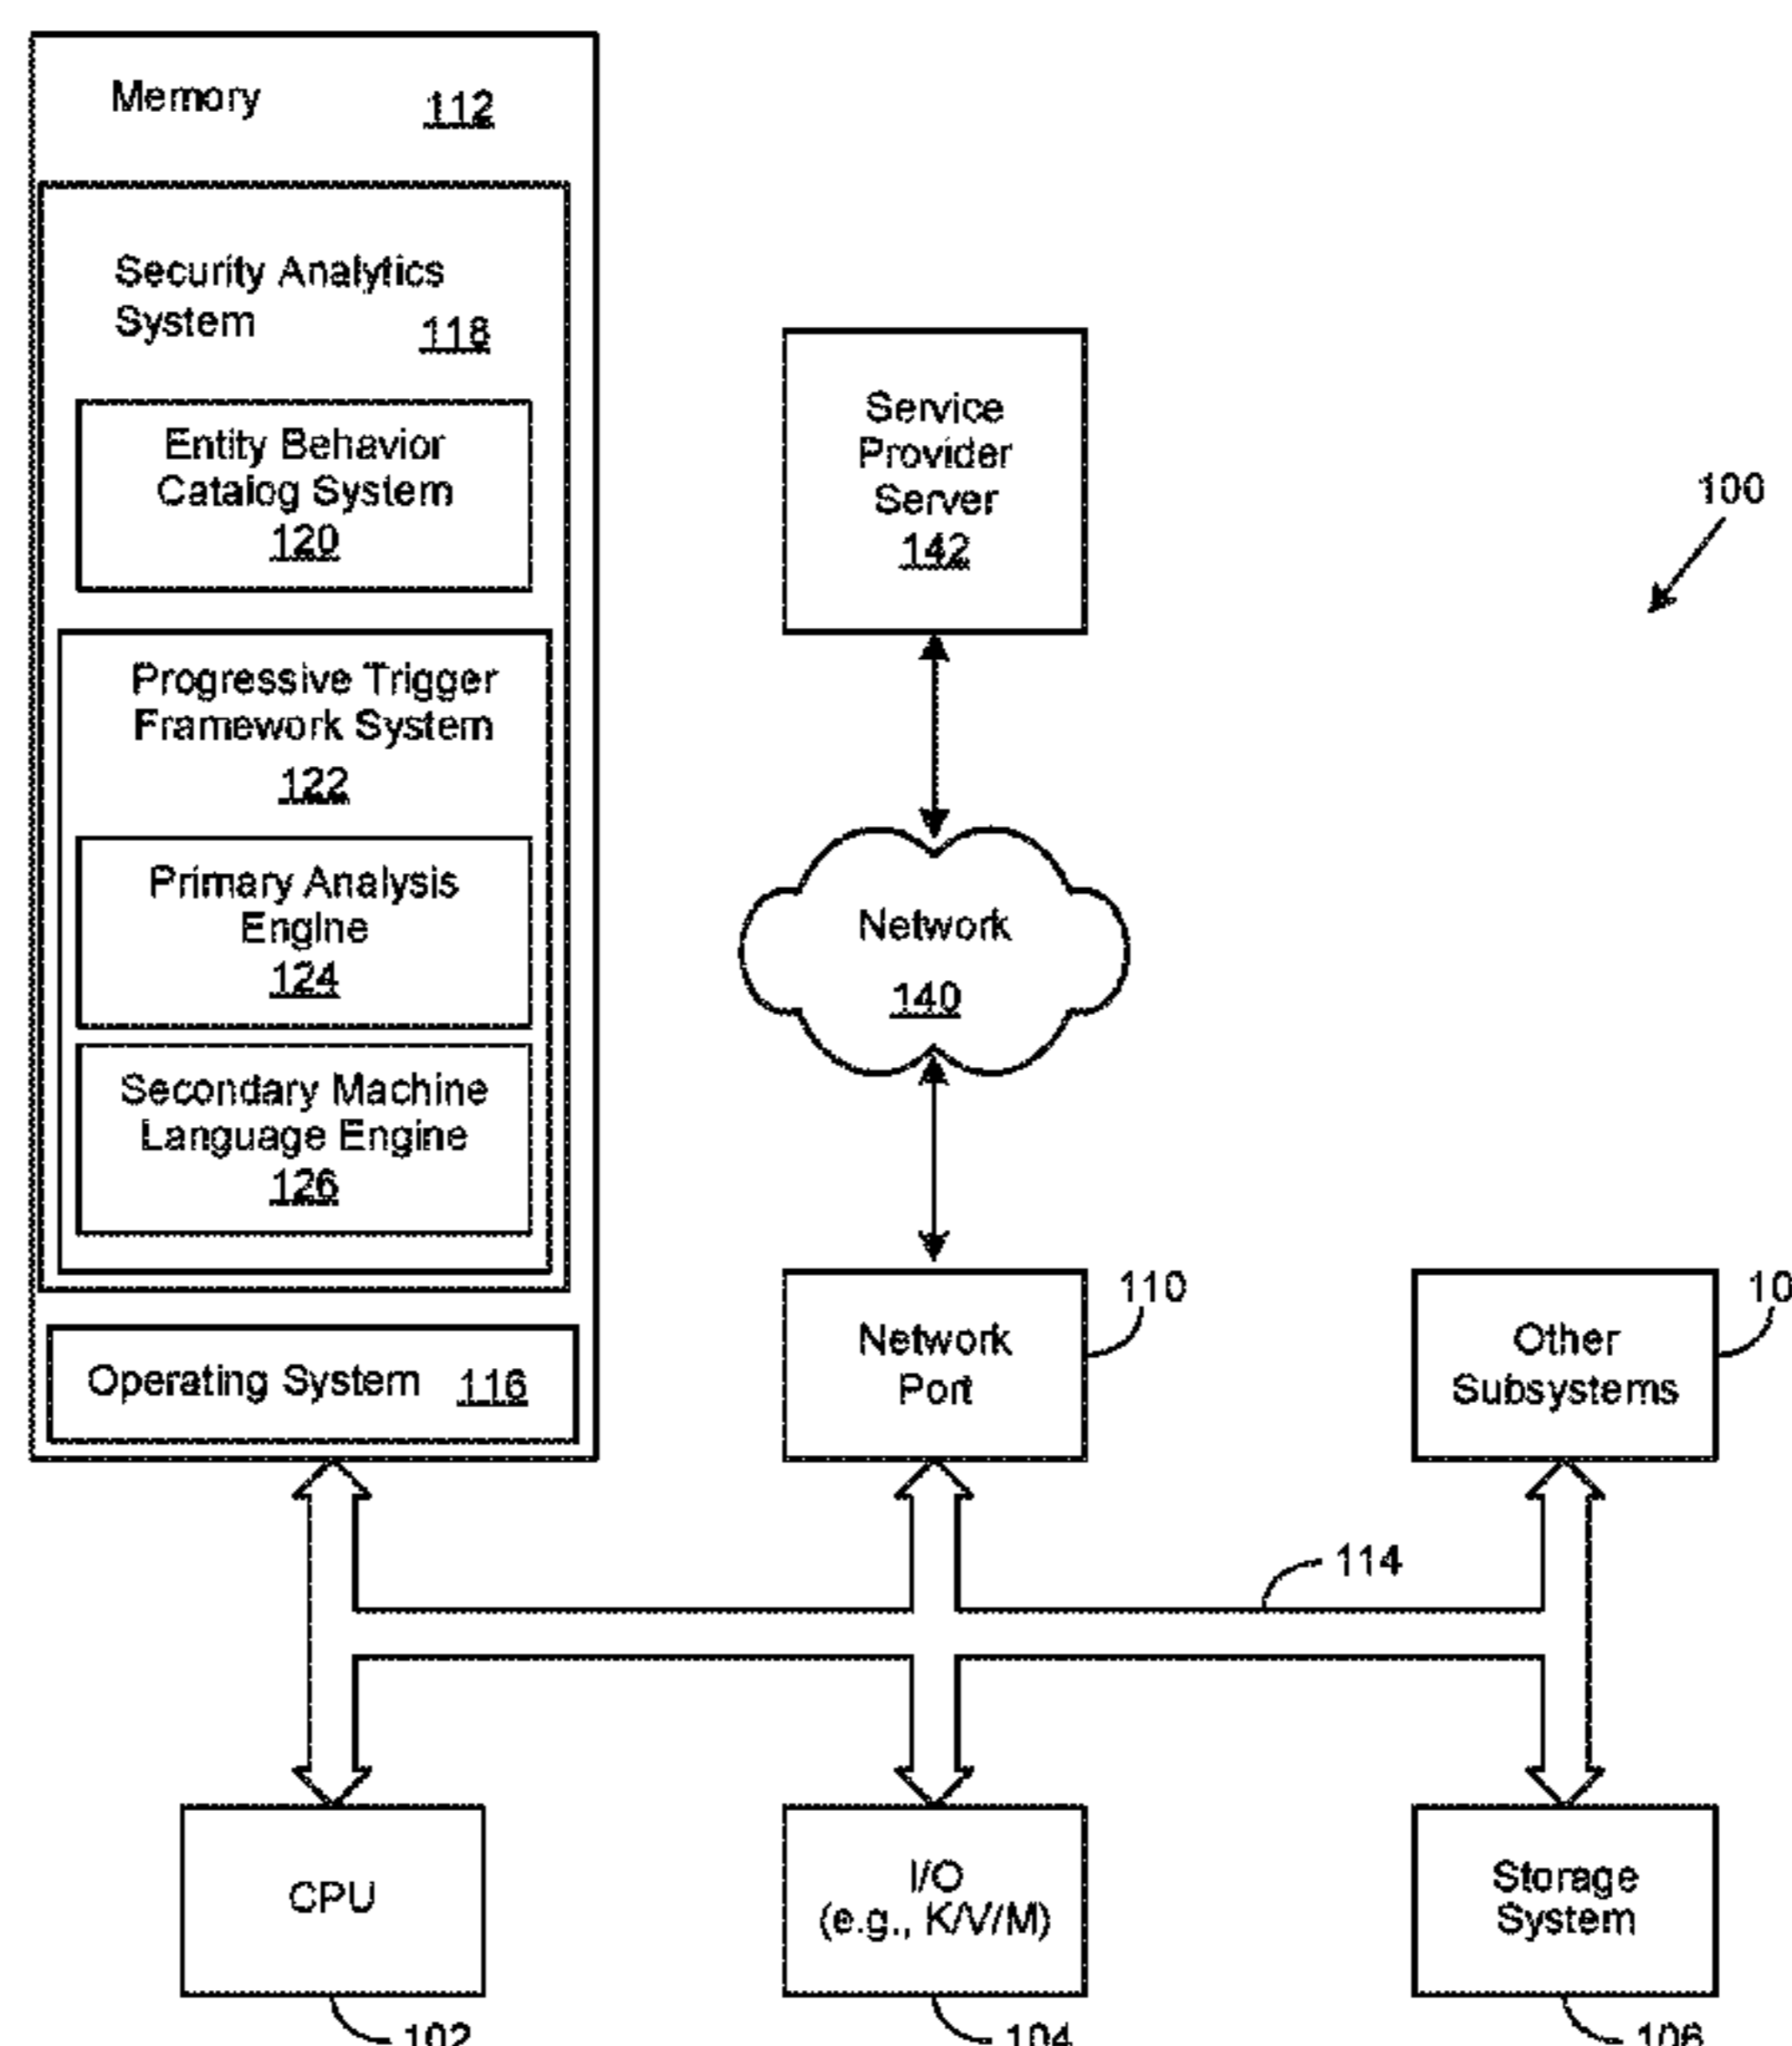 Memory 112
Security Analytics
System 118
Entity Behavior
Catalog System
120
Progressive Trigger
Framework System
122
Primary Analysis
Engine
124
Secondary Machine
Language Engine
126
Operating System 116
Service
Provider
Server
142
100
Network
140
Network
Port
110
Other
Subsystems
10
114
CPU
102
I/O
(e.g., K/V/M)
104
Storage
System
106